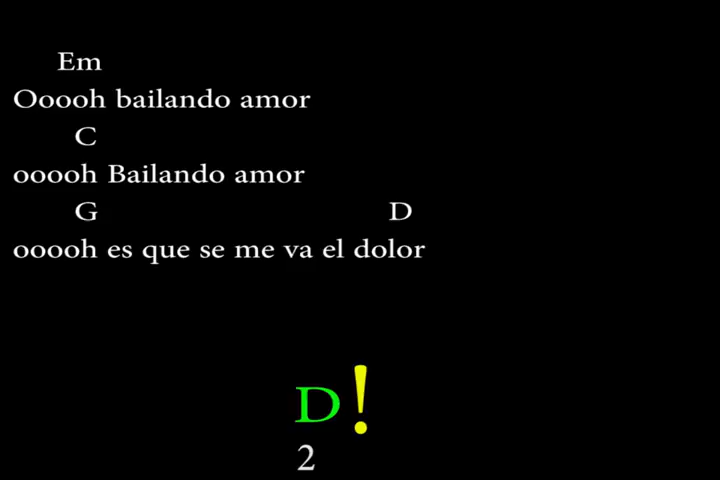 Em
Ooooh bailando amor
C
ooooh Bailando amor
G D
ooooh es que se me va el dolor
D!
2